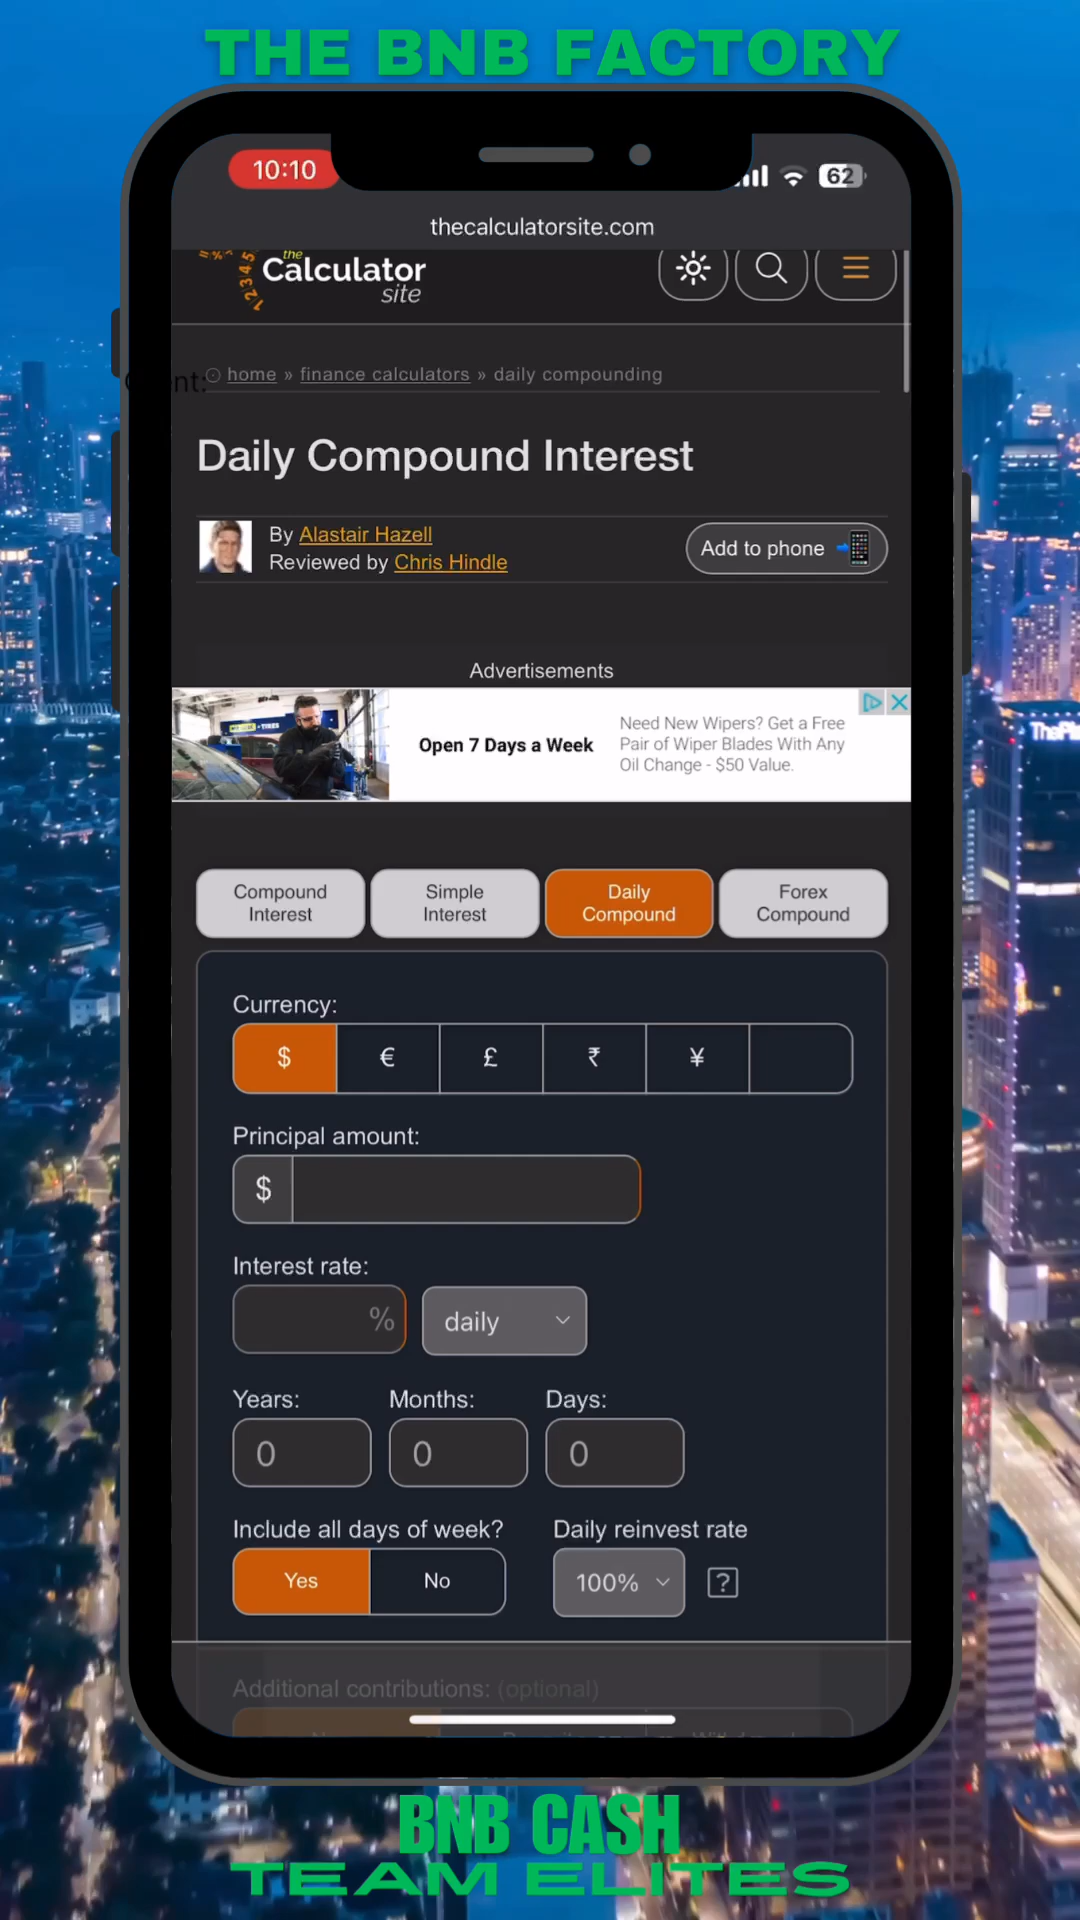 THE BNB FACTORY
10:10
62
thecalculatorsite.com
the
Calculator
site
home » finance calculators » daily compounding
Daily Compound Interest
By Alastair Hazell
Reviewed by Chris Hindle
Add to phone
Advertisements
Open 7 Days a Week
Need New Wipers? Get a Free
Pair of Wiper Blades With Any
Oil Change - $50 Value.
Compound
Interest
Simple
Interest
Daily
Compound
Forex
Compound
Currency:
$ € £ ₹ ¥
Principal amount:
$
Interest rate:
% daily
Years: Months: Days:
0 0 0
Include all days of week? Daily reinvest rate
Yes No 100% ?
Additional contributions: (optional)
BNB CASH
TEAM ELITES